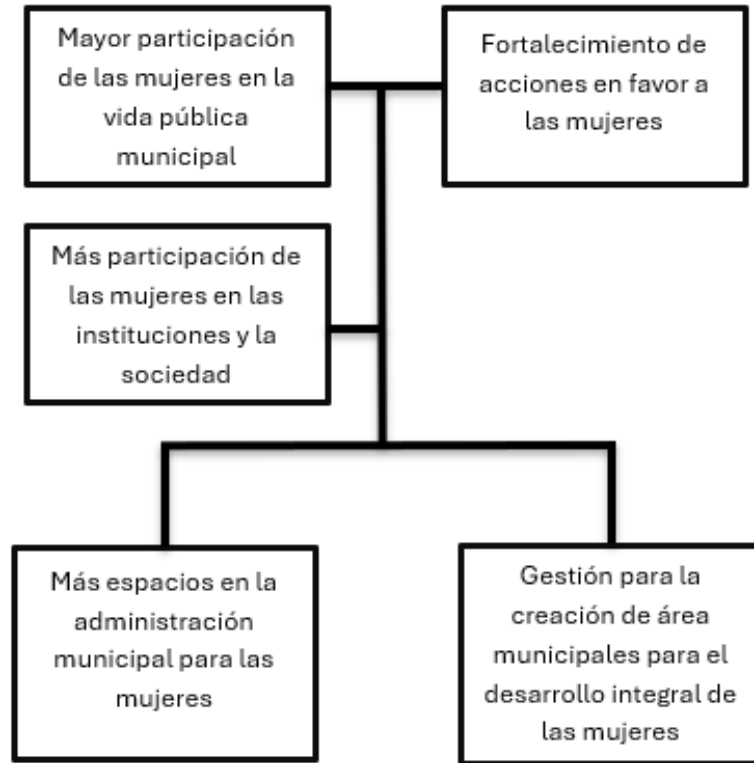 Mayor participación
de las mujeres en la
vida pública
municipal
Fortalecimiento de
acciones en favor a
las mujeres
Más participación de
las mujeres en las
instituciones y la
sociedad
Más espacios en la
administración
municipal para las
mujeres
Gestión para la
creación de área
municipales para el
desarrollo integral de
las mujeres